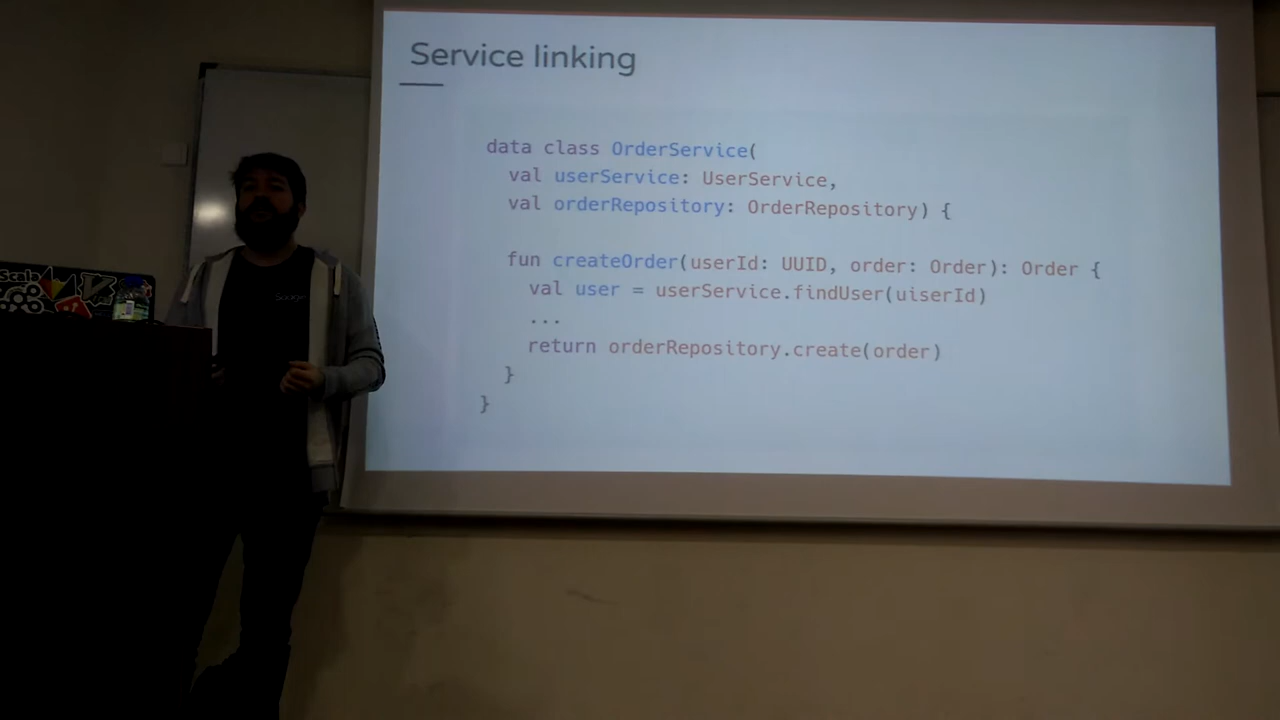 Service linking
data class OrderService(
val userService: UserService,
val orderRepository: OrderRepository) {
fun createOrder(userId: UUID, order: Order): Order {
val user = userService.findUser(uiserId)
...
return orderRepository.create(order)
}
}
Scala